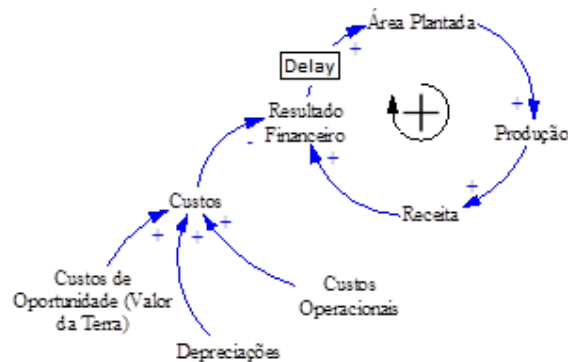 Área Plantada
+
Delay
+
Resultado
Financeiro
+
Produção
-
+
+
Custos
Receita
+
+
+
Custos de
Oportunidade (Valor
da Terra)
Custos
Operacionais
Depreciações